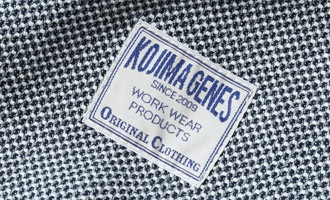 KOJIMA GENES
SINCE 2009
WORK WEAR
PRODUCTS
ORIGINAL CLOTHING